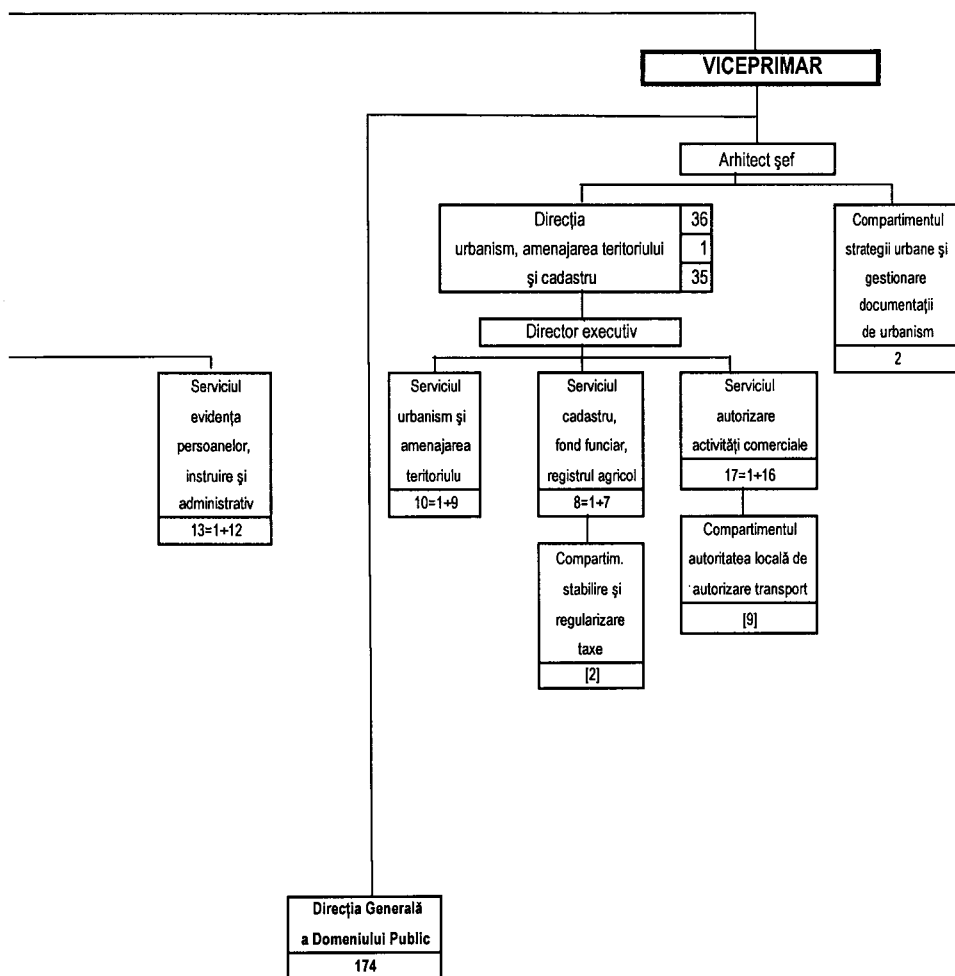 VICEPRIMAR
Arhitect şef
Direcţia
urbanism, amenajarea teritoriului
şi cadastru
36
1
35
Compartimentul
strategii urbane şi
gestionare
documentaţii
de urbanism
2
Director executiv
Serviciul
evidenţa
persoanelor,
instruire şi
administrativ
13=1+12
Serviciul
urbanism şi
amenajarea
teritoriulu
10=1+9
Serviciul
cadastru,
fond funciar,
registrul agricol
8=1+7
Serviciul
autorizare
activităţi comerciale
17=1+16
Compartim.
stabilire şi
regularizare
taxe
[2]
Compartimentul
autoritatea locală de
autorizare transport
[9]
Direcţia Generală
a Domeniului Public
174